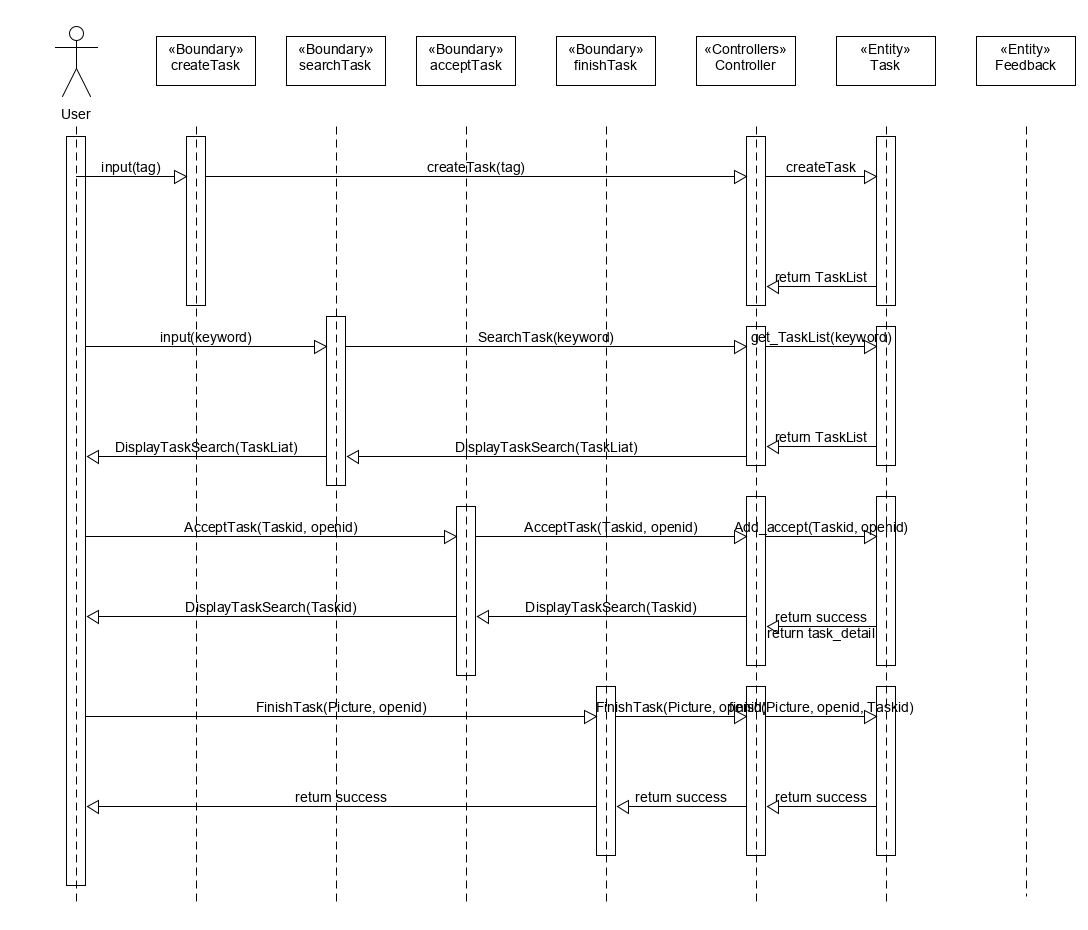 «Boundary»
createTask
«Boundary»
searchTask
«Boundary»
acceptTask
«Boundary»
finishTask
«Controllers»
Controller
«Entity»
Task
«Entity»
Feedback
User
input(tag)
createTask(tag)
createTask
return TaskList
input(keyword)
SearchTask(keyword)
get_TaskList(keyword)
return TaskList
DisplayTaskSearch(TaskLiat)
DisplayTaskSearch(TaskLiat)
AcceptTask(Taskid, openid)
AcceptTask(Taskid, openid)
Add_accept(Taskid, openid)
DisplayTaskSearch(Taskid)
DisplayTaskSearch(Taskid)
return success
return task_detail
FinishTask(Picture, openid)
FinishTask(Picture, openid)
finish(Picture, openid, Taskid)
return success
return success
return success